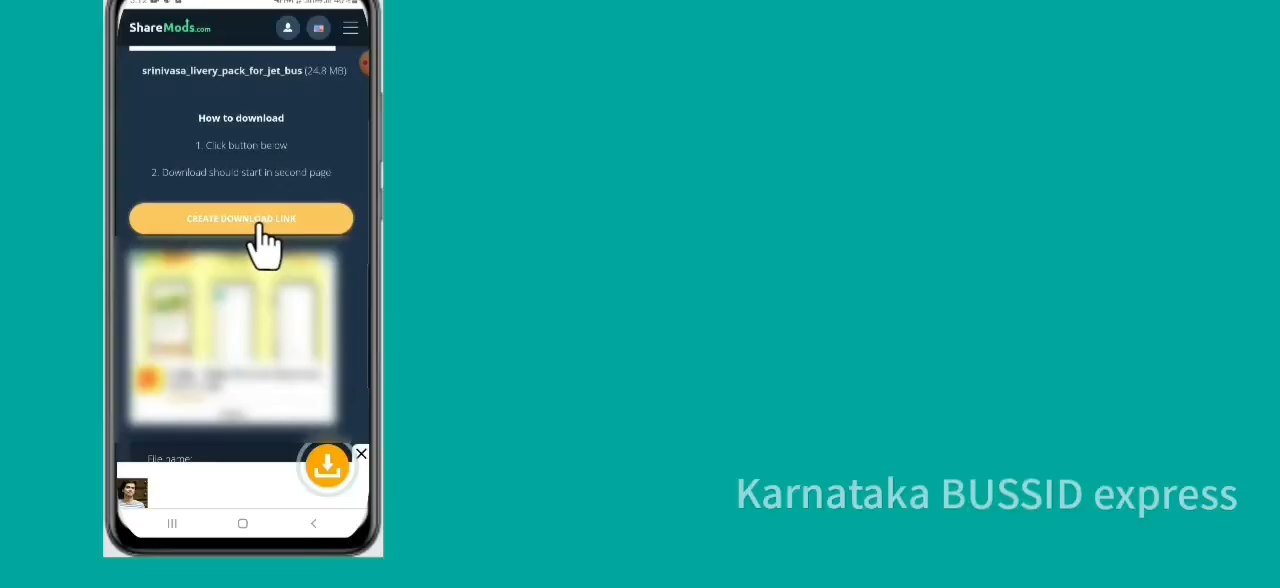 ShareMods.com
srinivasa_livery_pack_for_jet_bus (24.8 MB)
How to download
1. Click button below
2. Download should start in second page
CREATE DOWNLOAD LINK
File name:
Karnataka BUSSID express